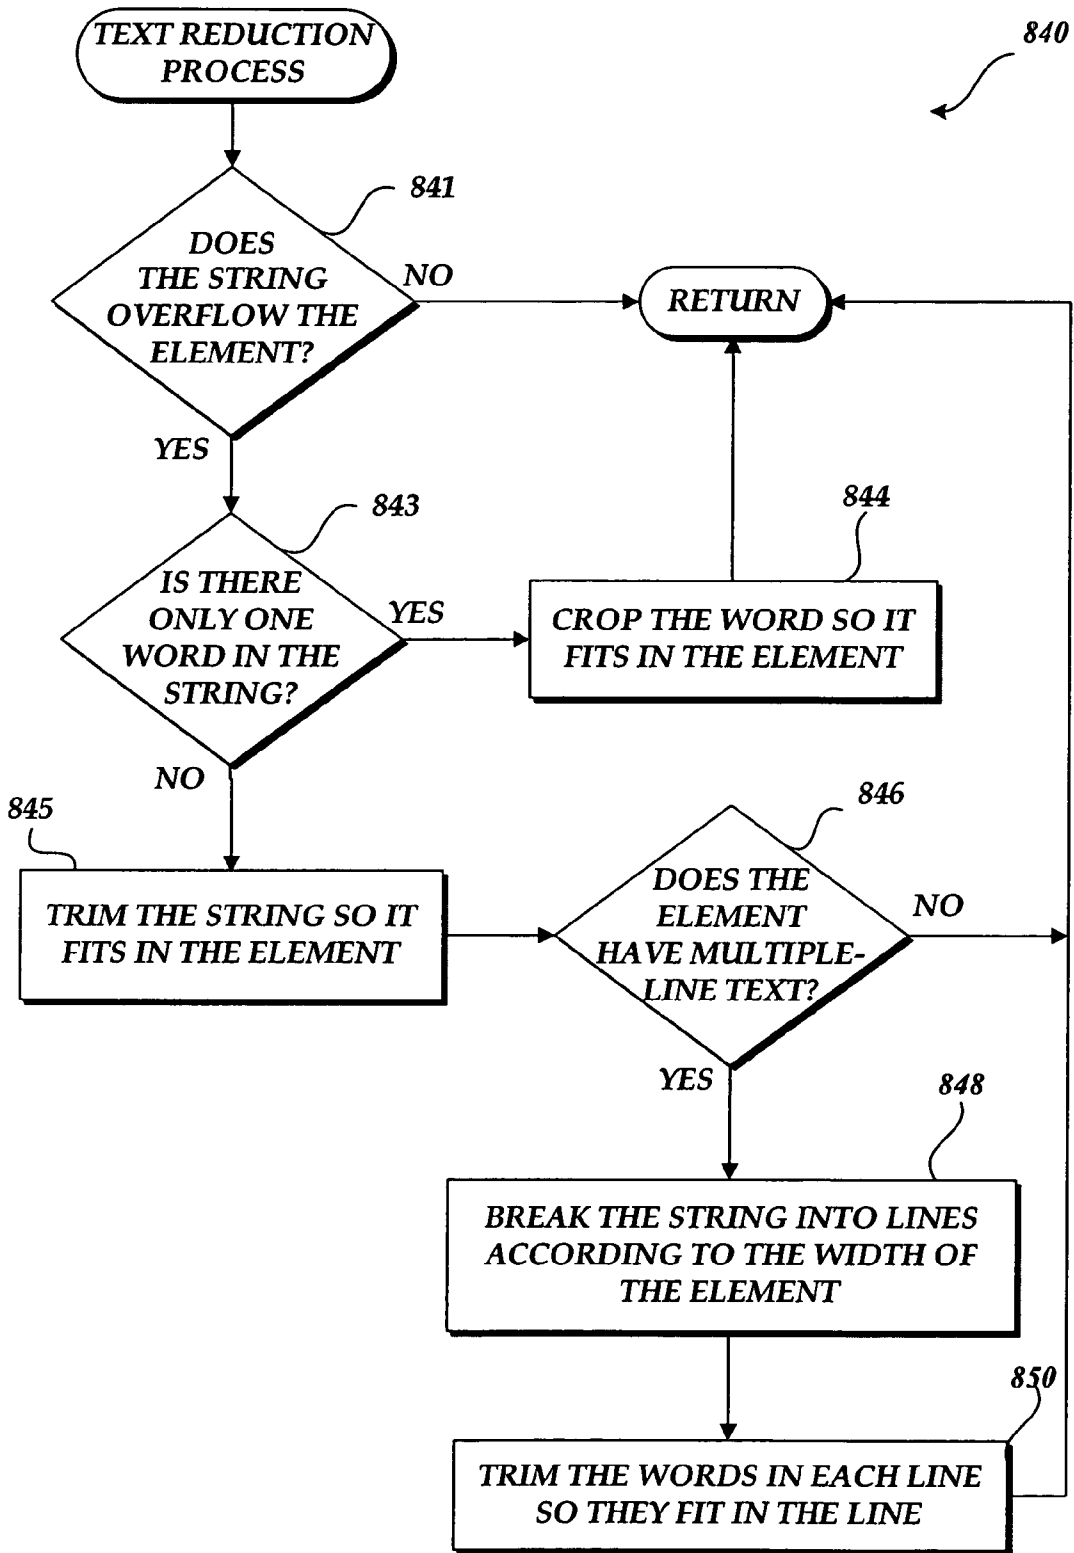 TEXT REDUCTION
PROCESS
840
841
DOES
THE STRING
OVERFLOW THE
ELEMENT?
NO
RETURN
YES
843
844
IS THERE
ONLY ONE
WORD IN THE
STRING?
YES
CROP THE WORD SO IT
FITS IN THE ELEMENT
NO
845
846
TRIM THE STRING SO IT
FITS IN THE ELEMENT
DOES THE
ELEMENT
HAVE MULTIPLE-
LINE TEXT?
NO
YES
848
BREAK THE STRING INTO LINES
ACCORDING TO THE WIDTH OF
THE ELEMENT
850
TRIM THE WORDS IN EACH LINE
SO THEY FIT IN THE LINE